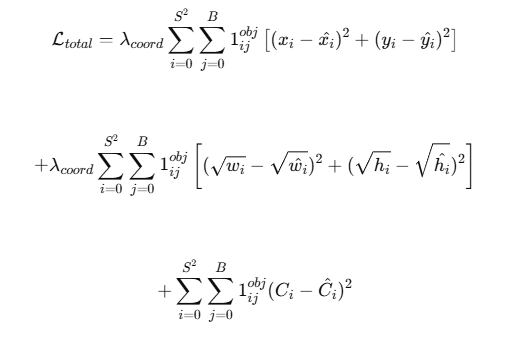 $\mathcal{L}_{total} = \lambda_{coord} \sum_{i=0}^{S^2} \sum_{j=0}^{B} 1_{ij}^{obj} \left[ (x_i - \hat{x_i})^2 + (y_i - \hat{y_i})^2 \right]$
$+ \lambda_{coord} \sum_{i=0}^{S^2} \sum_{j=0}^{B} 1_{ij}^{obj} \left[ (\sqrt{w_i} - \sqrt{\hat{w_i}})^2 + (\sqrt{h_i} - \sqrt{\hat{h_i}})^2 \right]$
$+ \sum_{i=0}^{S^2} \sum_{j=0}^{B} 1_{ij}^{obj} (C_i - \hat{C}_i)^2$